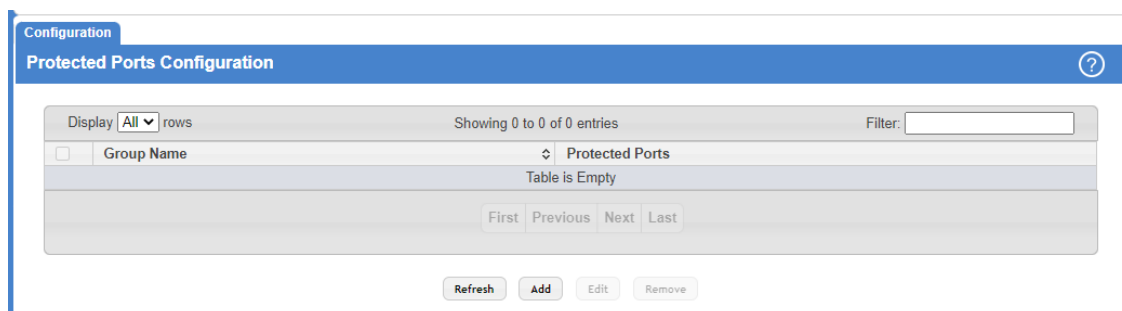 Configuration
Protected Ports Configuration ?
Display All rows Showing 0 to 0 of 0 entries Filter:
Group Name Protected Ports
Table is Empty
First Previous Next Last
Refresh Add Edit Remove